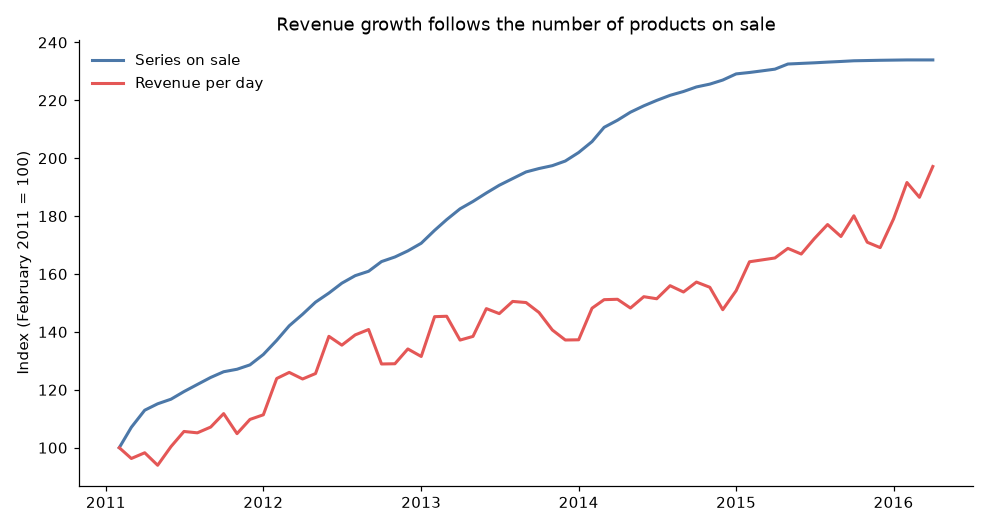 Revenue growth follows the number of products on sale
Series on sale
Revenue per day
Index (February 2011 = 100)
240
220
200
180
160
140
120
100
2011 2012 2013 2014 2015 2016